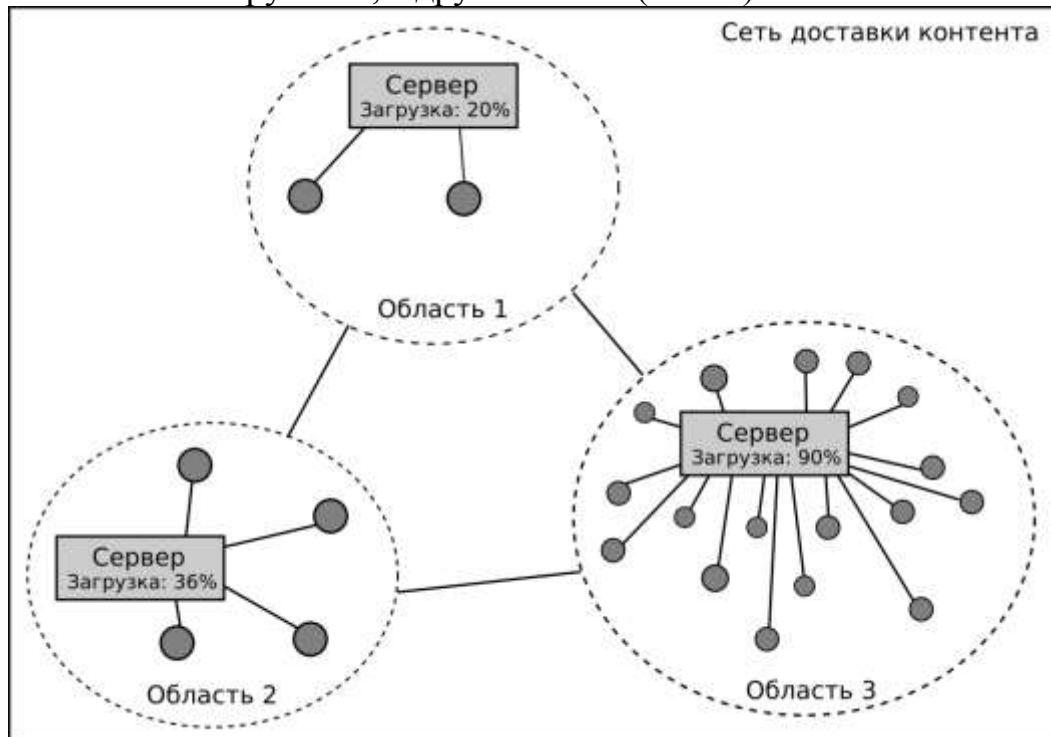 Сеть доставки контента
Сервер
Загрузка: 20%
Область 1
Сервер
Загрузка: 90%
Сервер
Загрузка: 36%
Область 3
Область 2